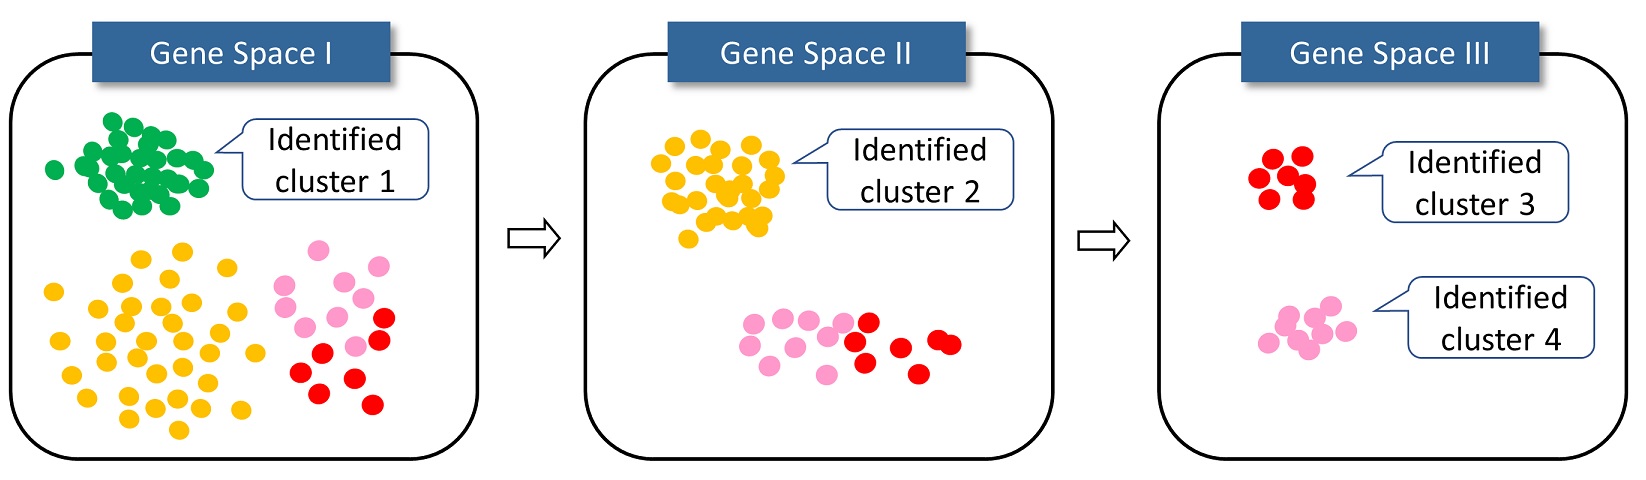 Gene Space I
Identified
cluster 1
Gene Space II
Identified
cluster 2
Gene Space III
Identified
cluster 3
Identified
cluster 4